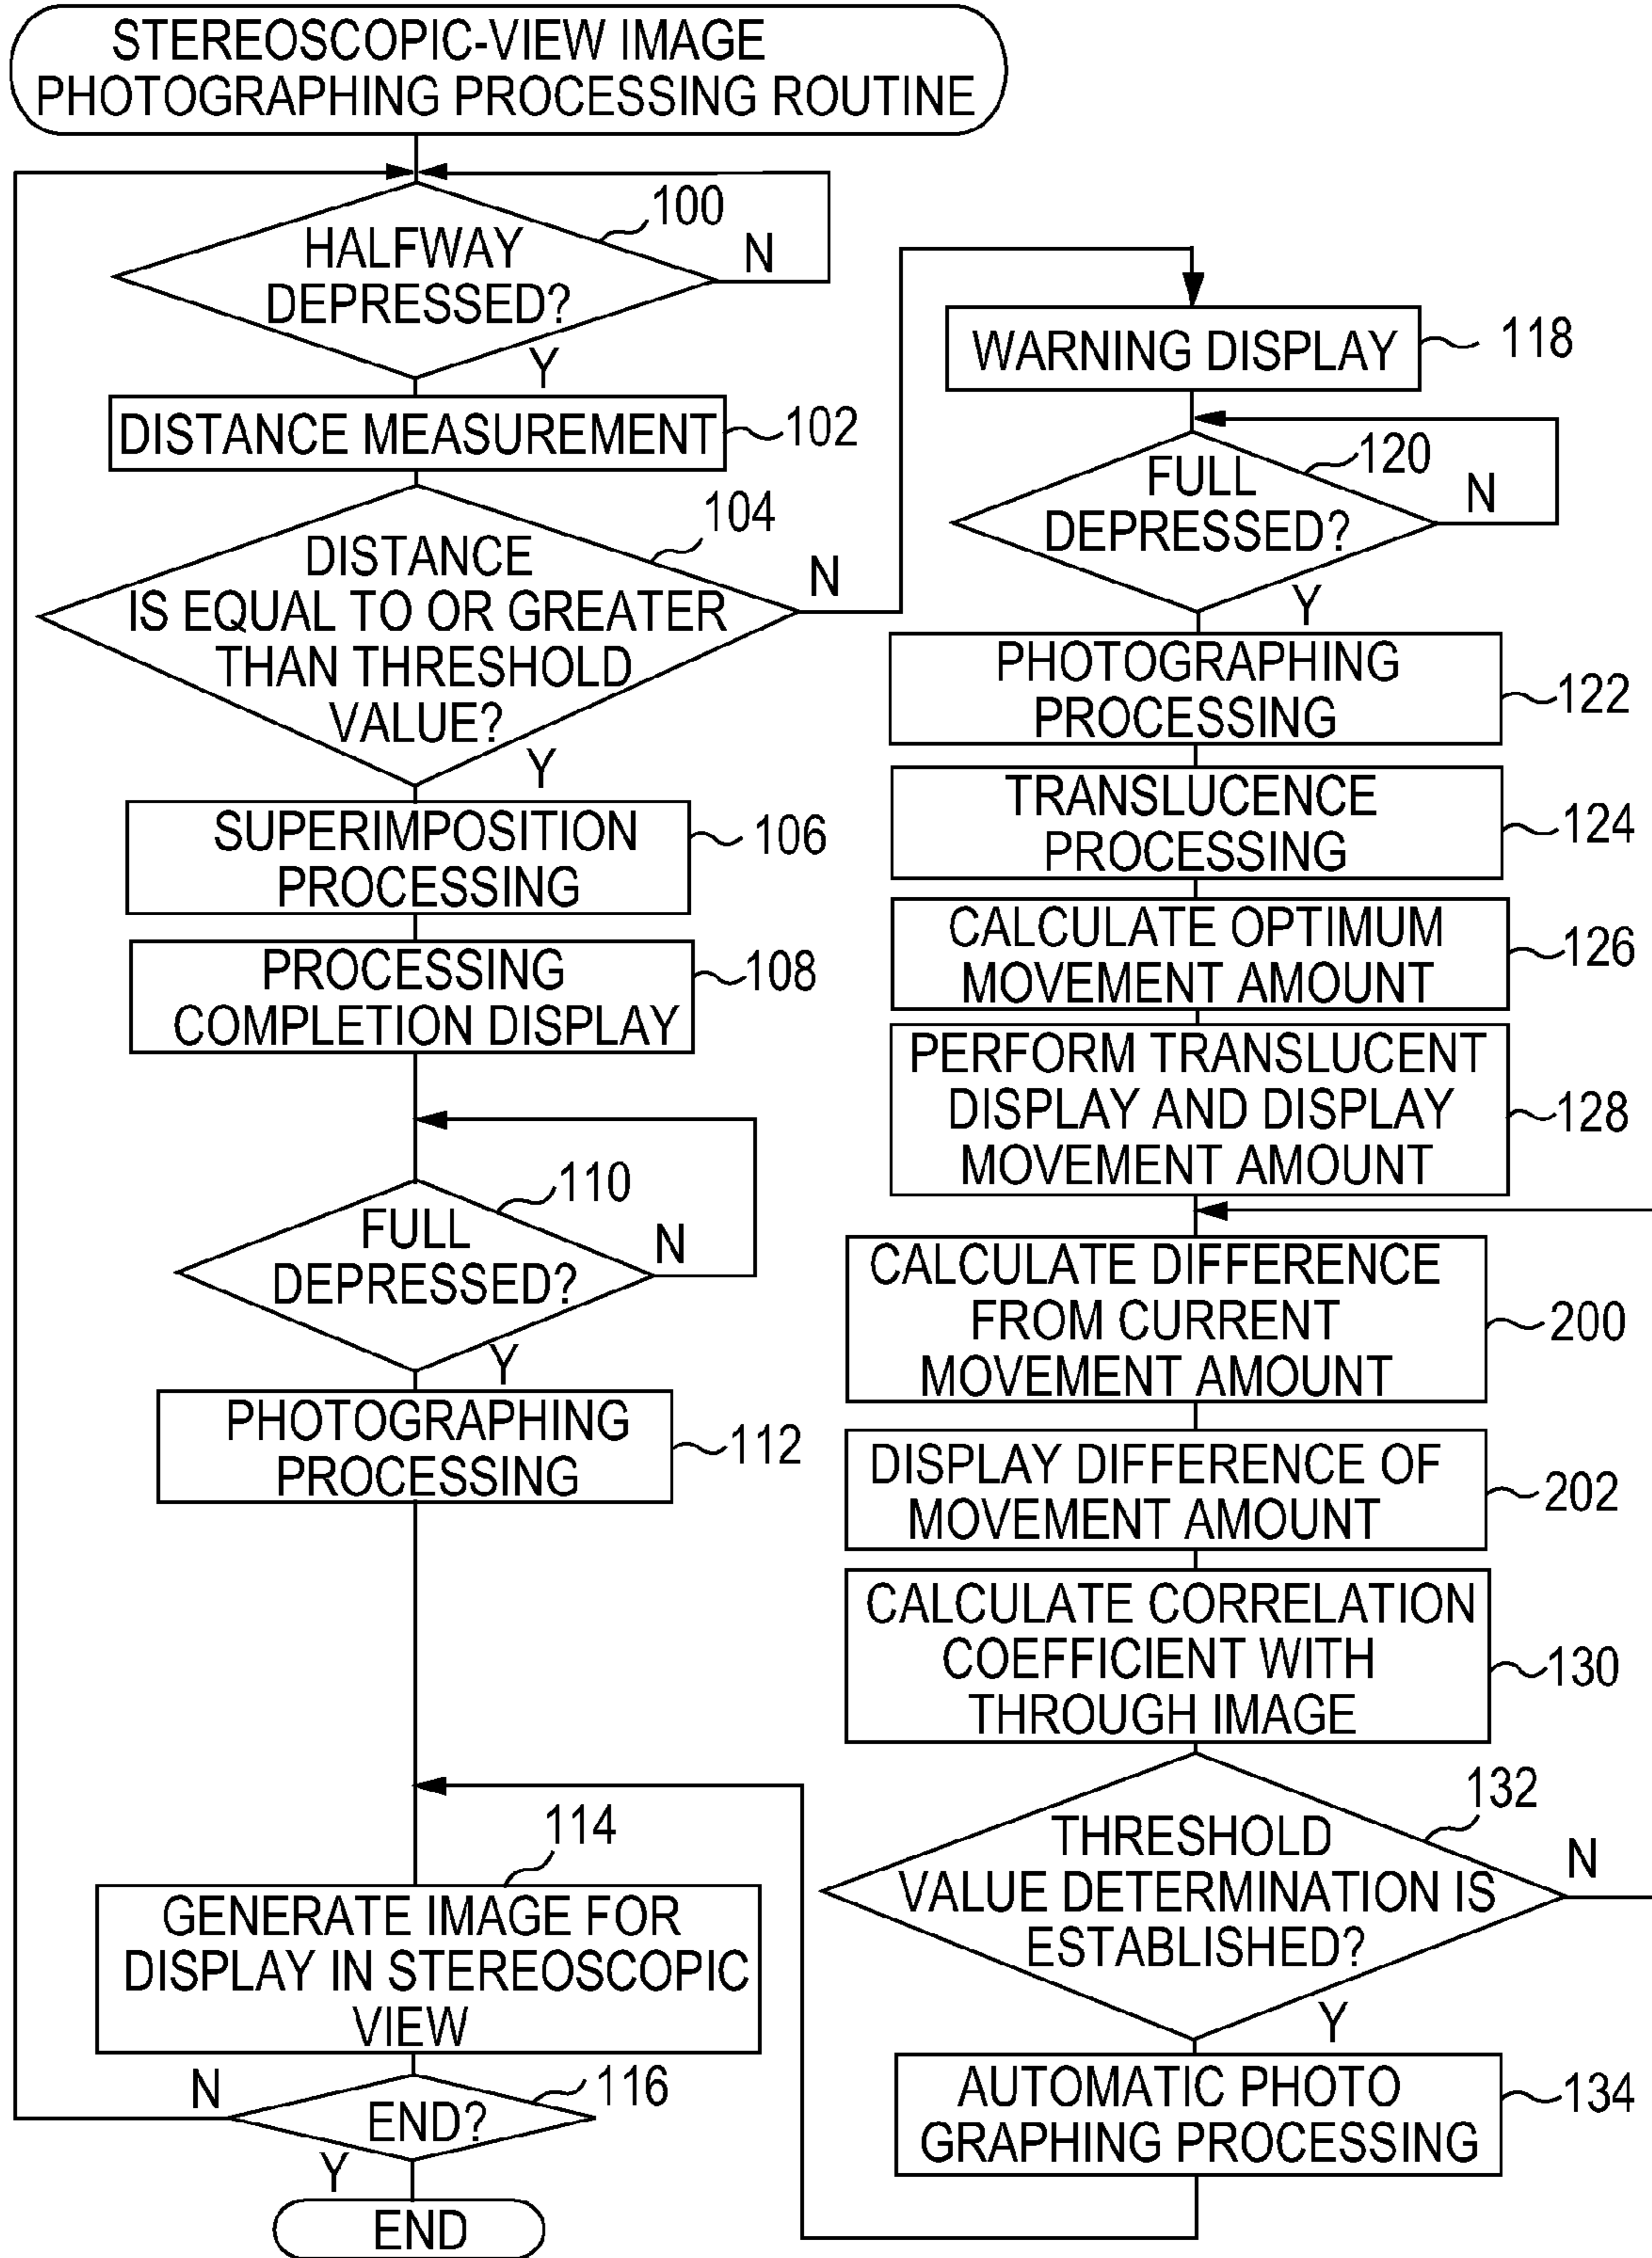 STEREOSCOPIC-VIEW IMAGE
PHOTOGRAPHING PROCESSING ROUTINE
100
HALFWAY
DEPRESSED?
N
Y
DISTANCE MEASUREMENT
102
104
DISTANCE
IS EQUAL TO OR GREATER
THAN THRESHOLD
VALUE?
N
Y
SUPERIMPOSITION
PROCESSING
106
PROCESSING
COMPLETION DISPLAY
108
110
FULL
DEPRESSED?
N
Y
PHOTOGRAPHING
PROCESSING
112
114
GENERATE IMAGE FOR
DISPLAY IN STEREOSCOPIC
VIEW
N
116
END?
Y
END
WARNING DISPLAY
118
120
FULL
DEPRESSED?
N
Y
PHOTOGRAPHING
PROCESSING
122
TRANSLUCENCE
PROCESSING
124
CALCULATE OPTIMUM
MOVEMENT AMOUNT
126
PERFORM TRANSLUCENT
DISPLAY AND DISPLAY
MOVEMENT AMOUNT
128
CALCULATE DIFFERENCE
FROM CURRENT
MOVEMENT AMOUNT
200
DISPLAY DIFFERENCE OF
MOVEMENT AMOUNT
202
CALCULATE CORRELATION
COEFFICIENT WITH
THROUGH IMAGE
130
132
THRESHOLD
VALUE DETERMINATION IS
ESTABLISHED?
N
Y
AUTOMATIC PHOTO
GRAPHING PROCESSING
134